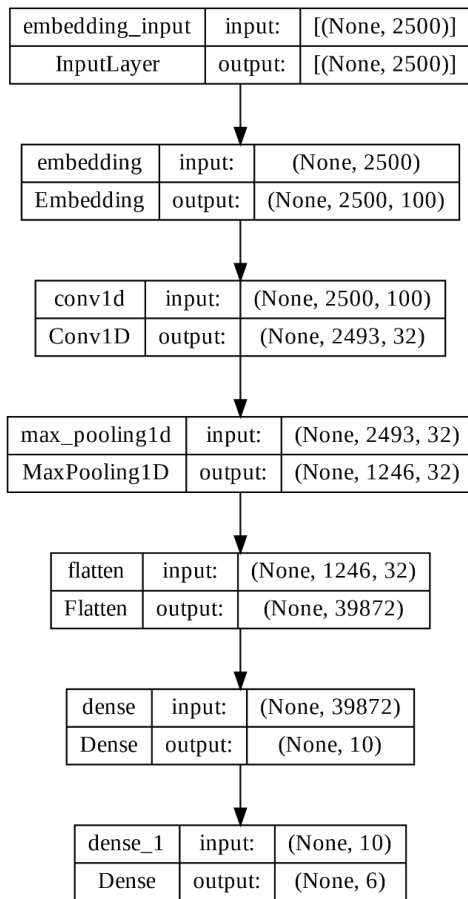 embedding_input input: [(None, 2500)]
InputLayer output: [(None, 2500)]
embedding input: (None, 2500)
Embedding output: (None, 2500, 100)
conv1d input: (None, 2500, 100)
Conv1D output: (None, 2493, 32)
max_pooling1d input: (None, 2493, 32)
MaxPooling1D output: (None, 1246, 32)
flatten input: (None, 1246, 32)
Flatten output: (None, 39872)
dense input: (None, 39872)
Dense output: (None, 10)
dense_1 input: (None, 10)
Dense output: (None, 6)